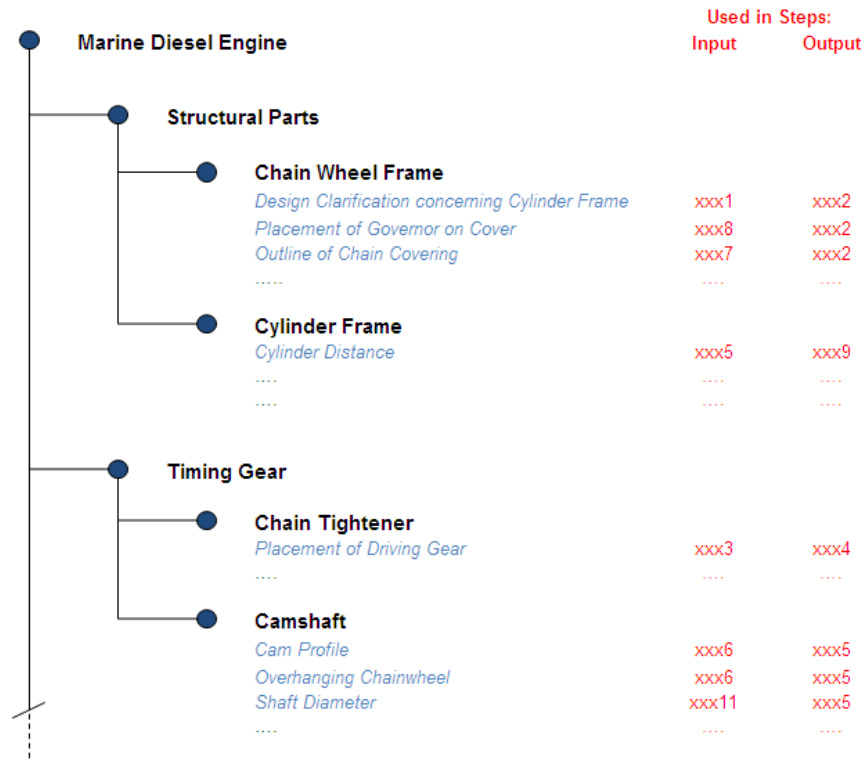 Used in Steps:
Marine Diesel Engine Input Output
Structural Parts
Chain Wheel Frame
Design Clarification concerning Cylinder Frame xxx1 xxx2
Placement of Governor on Cover xxx8 xxx2
Outline of Chain Covering xxx7 xxx2
..... .... ....
Cylinder Frame
Cylinder Distance xxx5 xxx9
.... .... ....
.... .... ....
Timing Gear
Chain Tightener
Placement of Driving Gear xxx3 xxx4
.... .... ....
Camshaft
Cam Profile xxx6 xxx5
Overhanging Chainwheel xxx6 xxx5
Shaft Diameter xxx11 xxx5
.... .... ....